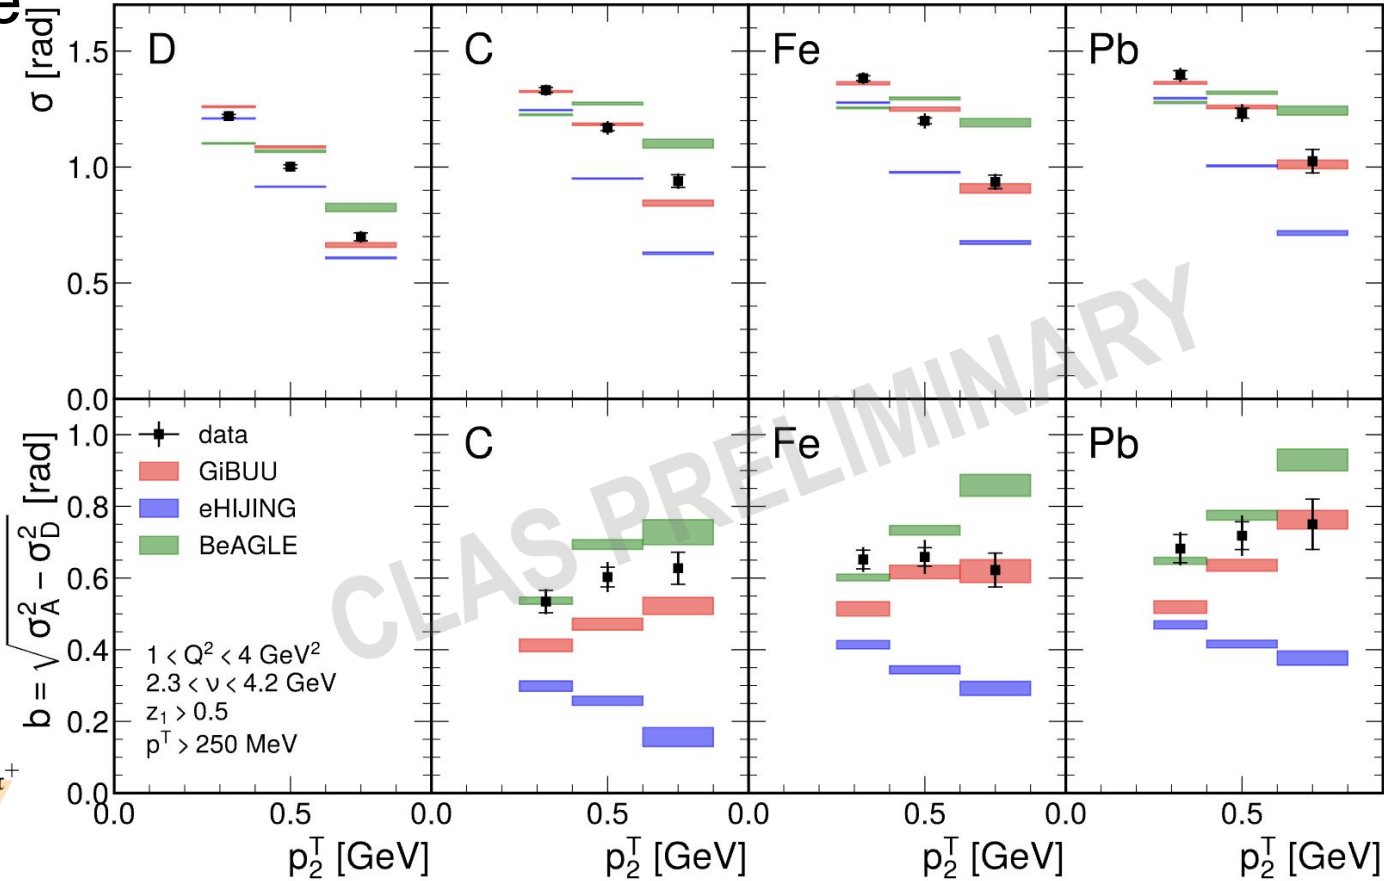 e
σ [rad]
1.5
1.0
0.5
0.0
D
C
Fe
Pb
b = √σ²_A − σ²_D [rad]
1.0
0.8
0.6
0.4
0.2
0.0
data
GiBUU
eHIJING
BeAGLE
1 < Q² < 4 GeV²
2.3 < ν < 4.2 GeV
z₁ > 0.5
pᵀ > 250 MeV
C
Fe
Pb
CLAS PRELIMINARY
0.0 0.5 0.0 0.5 0.0 0.5 0.0 0.5
p₂ᵀ [GeV] p₂ᵀ [GeV] p₂ᵀ [GeV] p₂ᵀ [GeV]